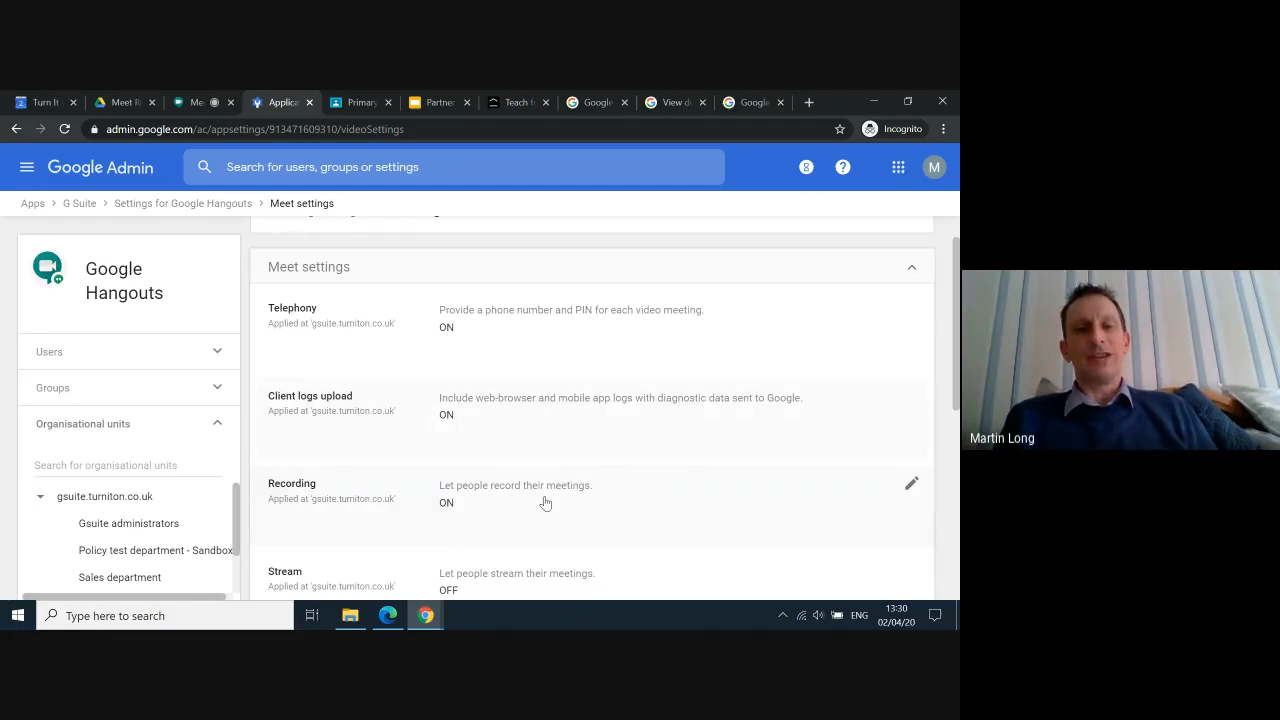 Turn It
Meet R
Me
Applica
Primary
Partner
Teach f
Google
View d
Google
admin.google.com/ac/appsettings/913471609310/videoSettings
Incognito
Google Admin
Search for users, groups or settings
M
Apps > G Suite > Settings for Google Hangouts > Meet settings
Google
Hangouts
Users
Groups
Organisational units
Search for organisational units
gsuite.turniton.co.uk
Gsuite administrators
Policy test department - Sandbox
Sales department
Meet settings
Telephony
Applied at 'gsuite.turniton.co.uk'
Provide a phone number and PIN for each video meeting.
ON
Client logs upload
Applied at 'gsuite.turniton.co.uk'
Include web-browser and mobile app logs with diagnostic data sent to Google.
ON
Recording
Applied at 'gsuite.turniton.co.uk'
Let people record their meetings.
ON
Stream
Applied at 'gsuite.turniton.co.uk'
Let people stream their meetings.
OFF
Martin Long
Type here to search
ENG
13:30
02/04/20